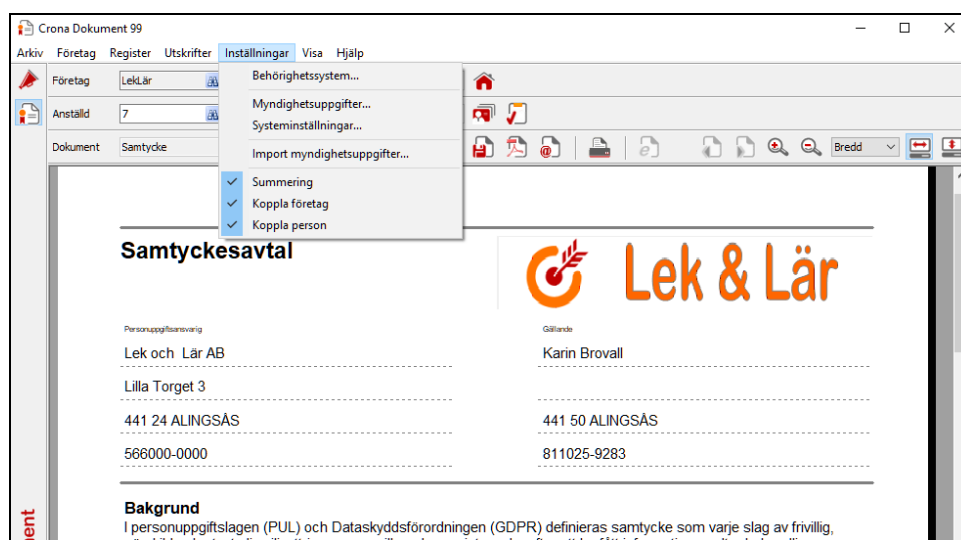 Crona Dokument 99
Arkiv Företag Register Utskrifter Inställningar Visa Hjälp
Företag LekLär
Behörighetssystem...
Anställd 7
Myndighetsuppgifter...
Systeminställningar...
Dokument Samtycke
Import myndighetsuppgifter...
Bredd
Summering
Koppla företag
Koppla person
Samtyckesavtal
Lek & Lär
Personuppgiftsansvarig Gällande
Lek och Lär AB Karin Brovall
Lilla Torget 3
441 24 ALINGSÅS 441 50 ALINGSÅS
566000-0000 811025-9283
Bakgrund
I personuppgiftslagen (PUL) och Dataskyddsförordningen (GDPR) definieras samtycke som varje slag av frivillig,